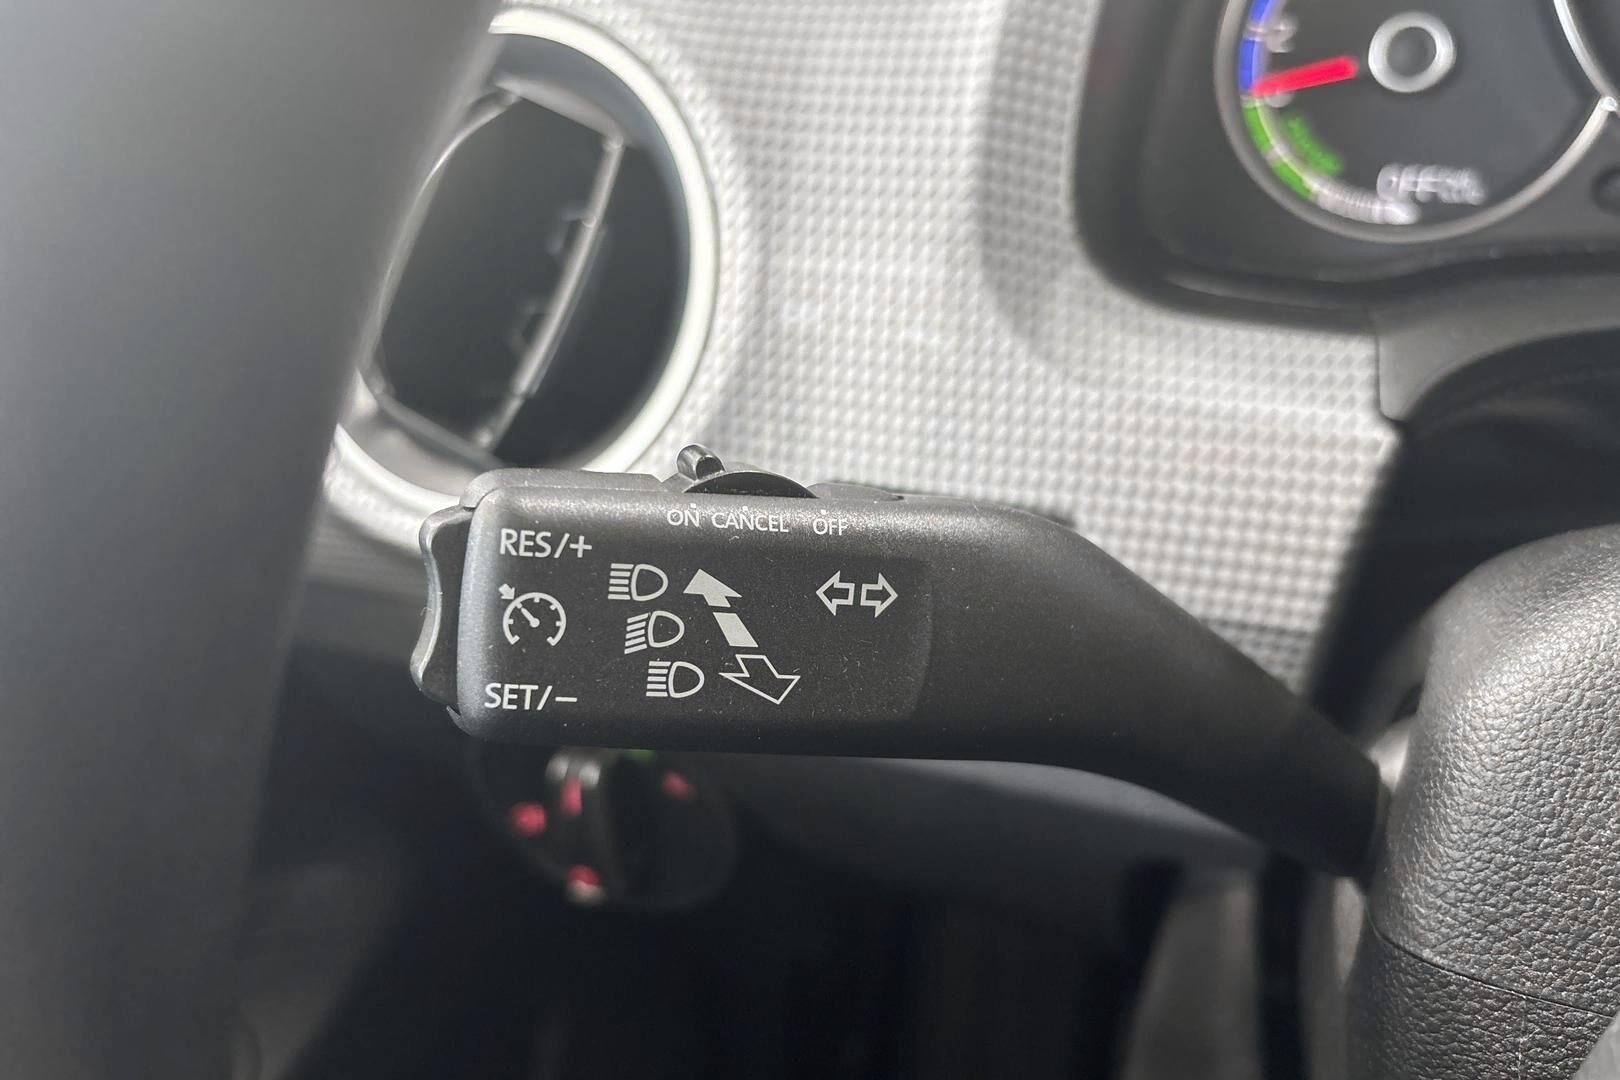 ON CANCEL OFF
RES/+
SET/−